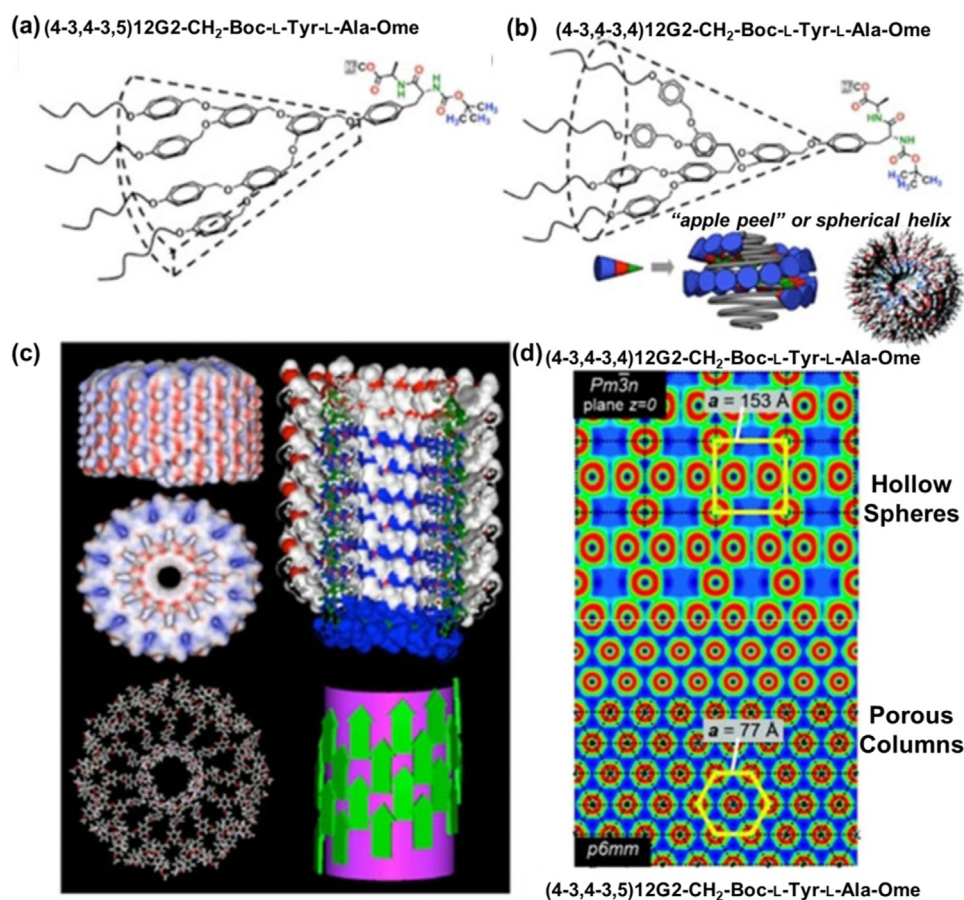 (a) (4-3,4-3,5)12G2-CH2-Boc-L-Tyr-L-Ala-Ome
(b) (4-3,4-3,4)12G2-CH2-Boc-L-Tyr-L-Ala-Ome
“apple peel” or spherical helix
(c)
(d) (4-3,4-3,4)12G2-CH2-Boc-L-Tyr-L-Ala-Ome
Pm3̄n
plane z=0
a = 153 Å
Hollow
Spheres
Porous
Columns
a = 77 Å
p6mm
(4-3,4-3,5)12G2-CH2-Boc-L-Tyr-L-Ala-Ome